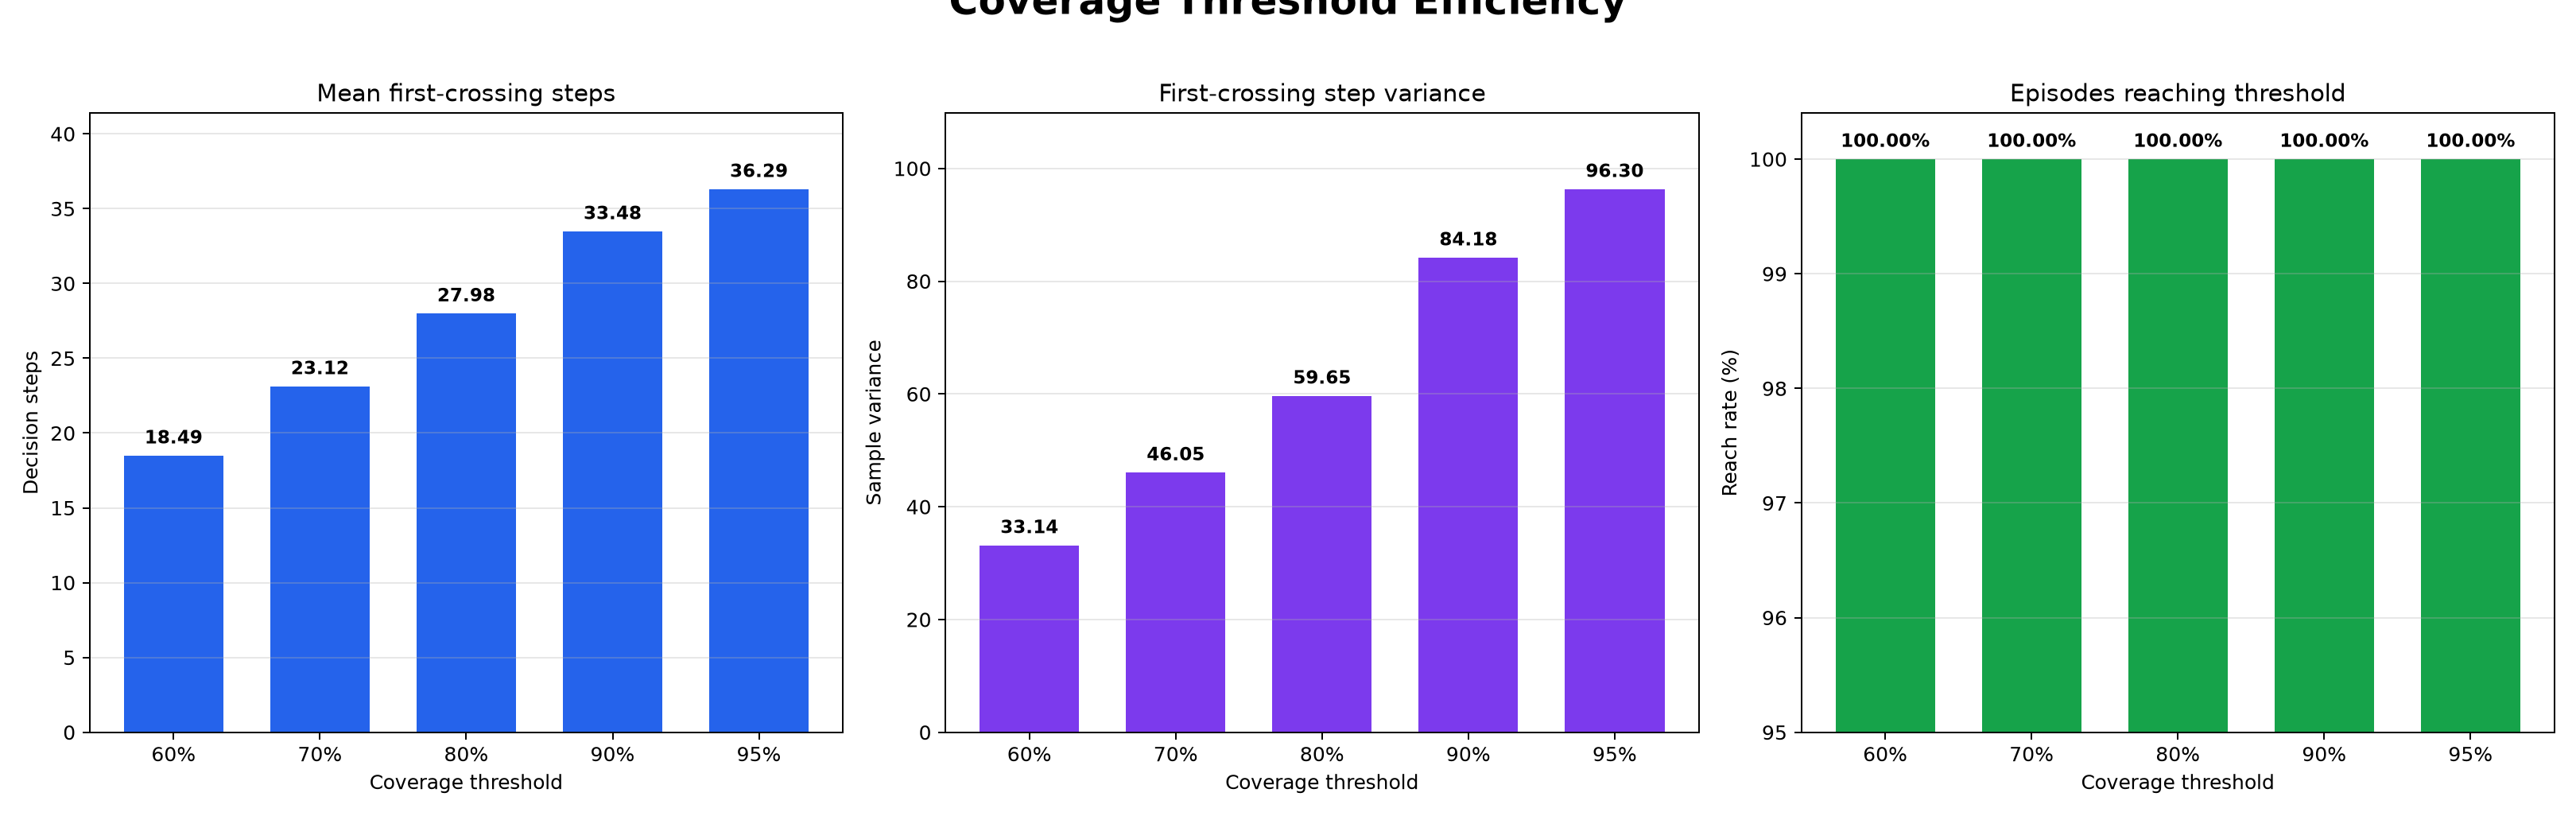 Coverage Threshold Efficiency
Mean first-crossing steps
40
35
30
25
20
15
10
5
0
Decision steps
36.29
33.48
27.98
23.12
18.49
60% 70% 80% 90% 95%
Coverage threshold
First-crossing step variance
100
80
60
40
20
0
Sample variance
96.30
84.18
59.65
46.05
33.14
60% 70% 80% 90% 95%
Coverage threshold
Episodes reaching threshold
100
99
98
97
96
95
Reach rate (%)
100.00% 100.00% 100.00% 100.00% 100.00%
60% 70% 80% 90% 95%
Coverage threshold